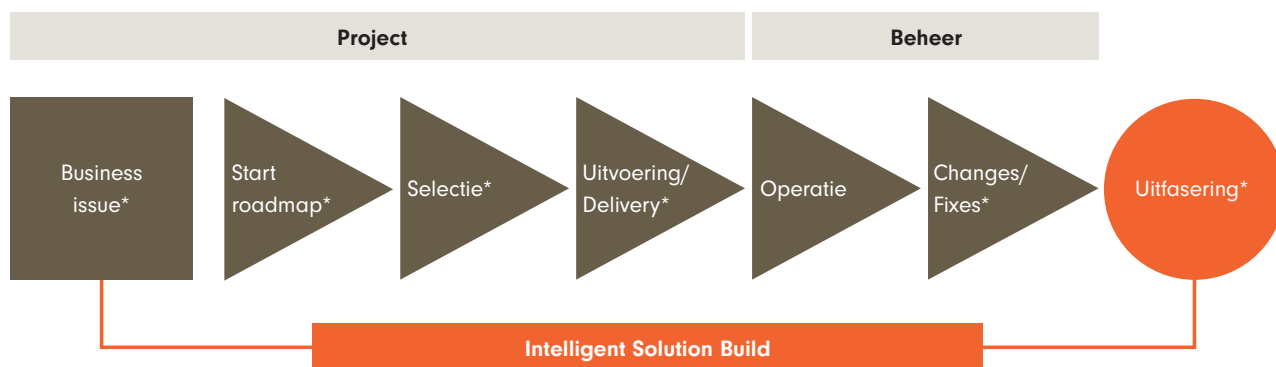 Project
Beheer
Business
issue*
Start
roadmap*
Selectie*
Uitvoering/
Delivery*
Operatie
Changes/
Fixes*
Uitfasering*
Intelligent Solution Build